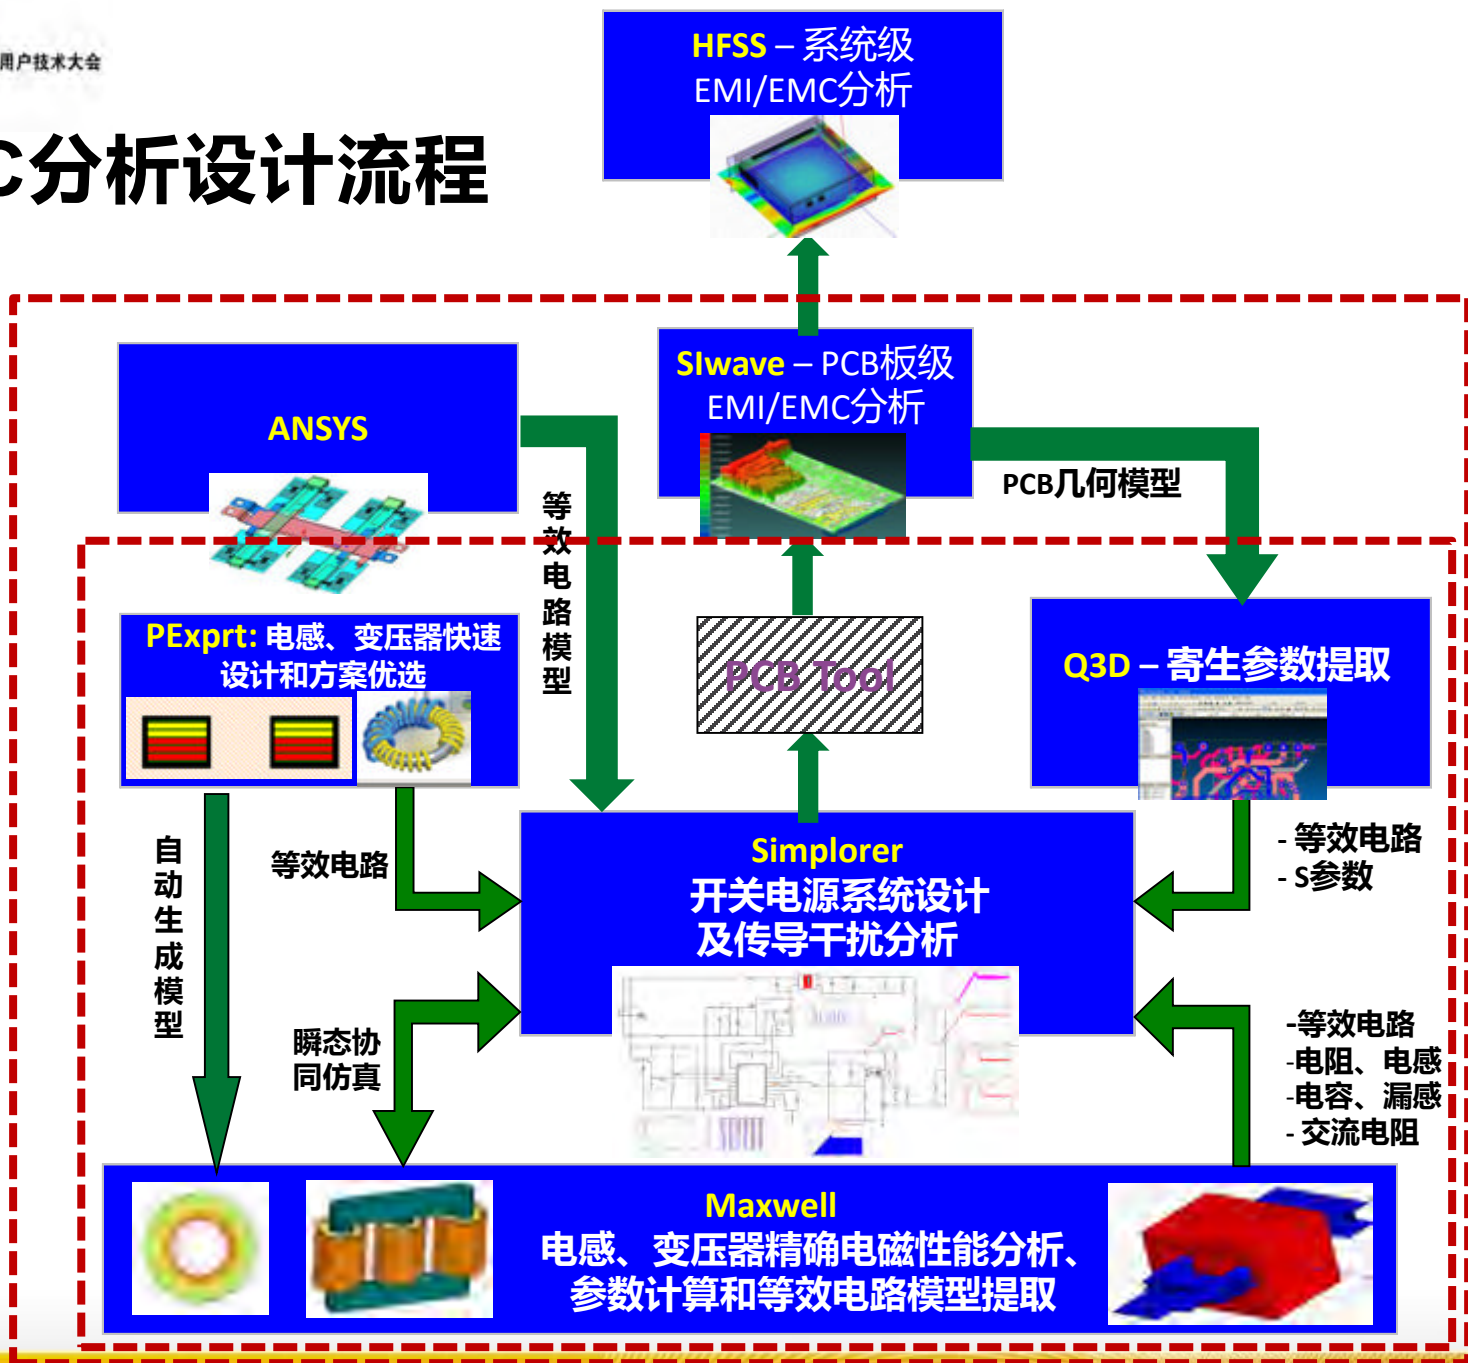 用户技术大会
C分析设计流程
HFSS – 系统级
EMI/EMC分析
SIwave – PCB板级
EMI/EMC分析
ANSYS
等效电路模型
PCB几何模型
PExprt: 电感、变压器快速
设计和方案优选
PCB Tool
Q3D – 寄生参数提取
自动生成模型
等效电路
Simplorer
开关电源系统设计
及传导干扰分析
- 等效电路
- S参数
瞬态协
同仿真
-等效电路
-电阻、电感
-电容、漏感
- 交流电阻
Maxwell
电感、变压器精确电磁性能分析、
参数计算和等效电路模型提取